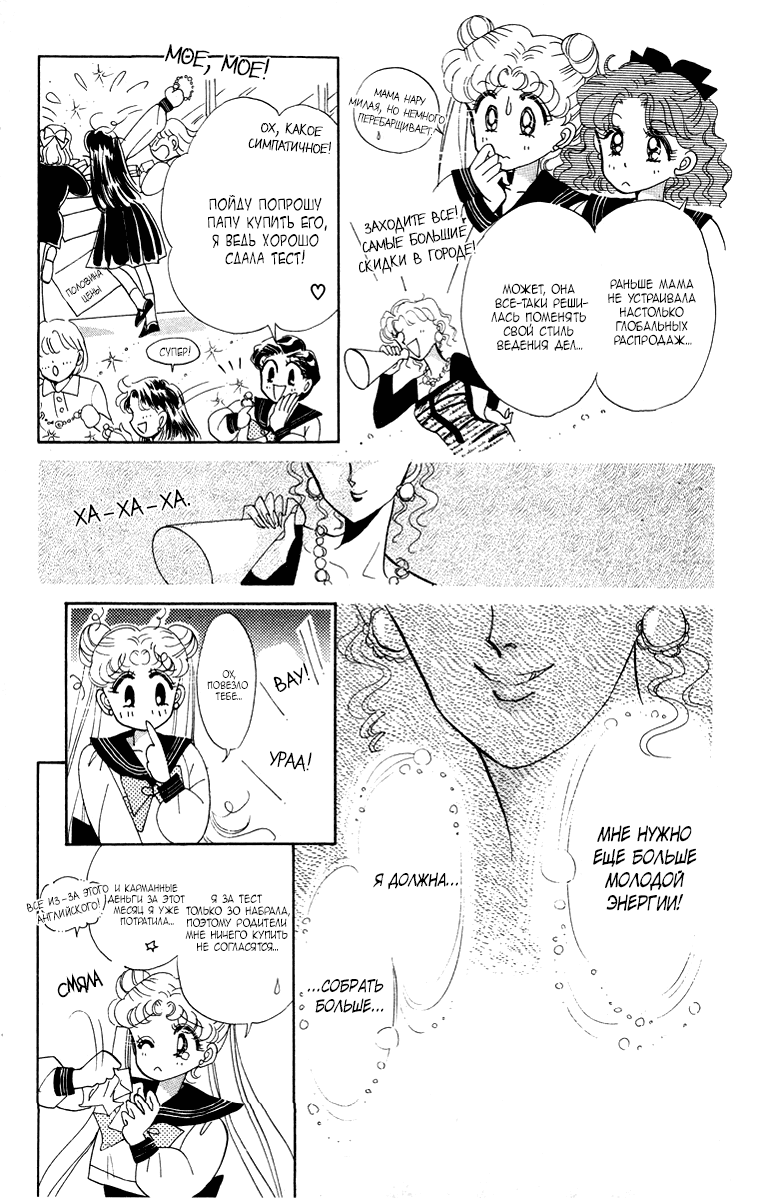 МАМА НАРУ
МИЛАЯ, НО НЕМНОГО
ПЕРЕБАРЩИВАЕТ.
РАНЬШЕ МАМА
НЕ УСТРАИВАЛА
НАСТОЛЬКО
ГЛОБАЛЬНЫХ
РАСПРОДАЖ...
МОЖЕТ, ОНА
ВСЕ-ТАКИ РЕШИ-
ЛАСЬ ПОМЕНЯТЬ
СВОЙ СТИЛЬ
ВЕДЕНИЯ ДЕЛ...
ЗАХОДИТЕ ВСЕ!
САМЫЕ БОЛЬШИЕ
СКИДКИ В ГОРОДЕ!
МОЕ, МОЕ!
ОХ, КАКОЕ
СИМПАТИЧНОЕ!
ПОЙДУ ПОПРОШУ
ПАПУ КУПИТЬ ЕГО,
Я ВЕДЬ ХОРОШО
СДАЛА ТЕСТ!
ПОЛОВИНА
ЦЕНЫ
СУПЕР!
ХА-ХА-ХА.
МНЕ НУЖНО
ЕЩЕ БОЛЬШЕ
МОЛОДОЙ
ЭНЕРГИИ!
Я ДОЛЖНА...
...СОБРАТЬ
БОЛЬШЕ...
ВАУ!
УРАД!
ОХ,
ПОВЕЗЛО
ТЕБЕ...
Я ЗА ТЕСТ
ТОЛЬКО 30 НАБРАЛА,
ПОЭТОМУ РОДИТЕЛИ
МНЕ НИЧЕГО КУПИТЬ
НЕ СОГЛАСЯТСЯ...
И КАРМАННЫЕ
ДЕНЬГИ ЗА ЭТОТ
МЕСЯЦ Я УЖЕ
ПОТРАТИЛА...
ВСЕ ИЗ-ЗА ЭТОГО
АНГЛИЙСКОГО!
СМЯЛА